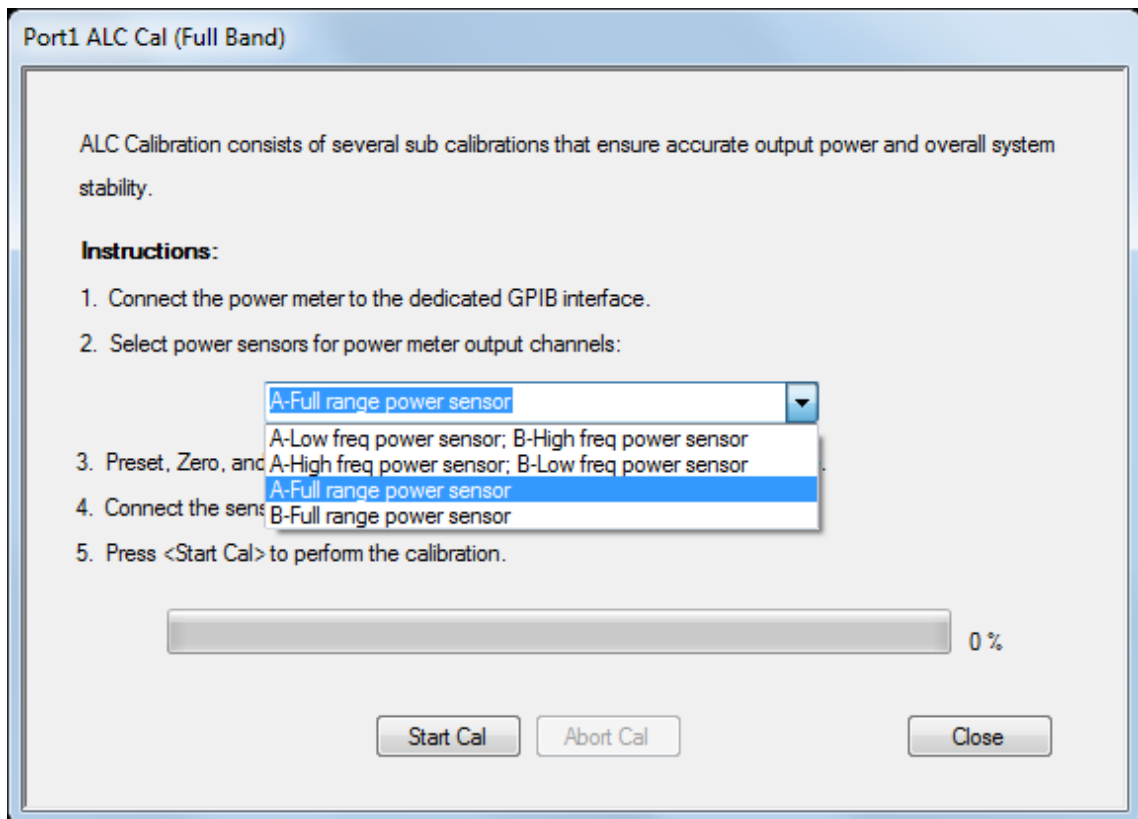 Port1 ALC Cal (Full Band)
ALC Calibration consists of several sub calibrations that ensure accurate output power and overall system
stability.
Instructions:
1. Connect the power meter to the dedicated GPIB interface.
2. Select power sensors for power meter output channels:
A-Full range power sensor
A-Low freq power sensor; B-High freq power sensor
A-High freq power sensor; B-Low freq power sensor
A-Full range power sensor
B-Full range power sensor
3. Preset, Zero, and .
4. Connect the sens
5. Press <Start Cal> to perform the calibration.
0 %
Start Cal Abort Cal Close